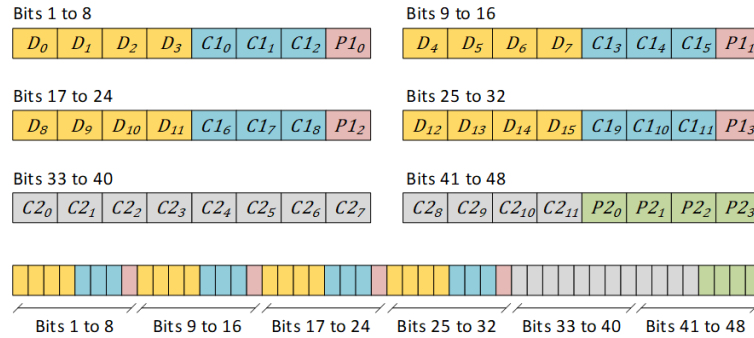 Bits 1 to 8 Bits 9 to 16
D₀ D₁ D₂ D₃ C1₀ C1₁ C1₂ P1₀ D₄ D₅ D₆ D₇ C1₃ C1₄ C1₅ P1₁
Bits 17 to 24 Bits 25 to 32
D₈ D₉ D₁₀ D₁₁ C1₆ C1₇ C1₈ P1₂ D₁₂ D₁₃ D₁₄ D₁₅ C1₉ C1₁₀ C1₁₁ P1₃
Bits 33 to 40 Bits 41 to 48
C2₀ C2₁ C2₂ C2₃ C2₄ C2₅ C2₆ C2₇ C2₈ C2₉ C2₁₀ C2₁₁ P2₀ P2₁ P2₂ P2₃
Bits 1 to 8 Bits 9 to 16 Bits 17 to 24 Bits 25 to 32 Bits 33 to 40 Bits 41 to 48